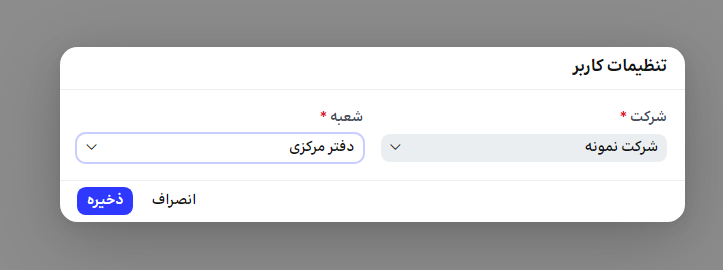 تنظیمات کاربر
شرکت * شعبه *
شرکت نمونه دفتر مرکزی
انصراف ذخیره